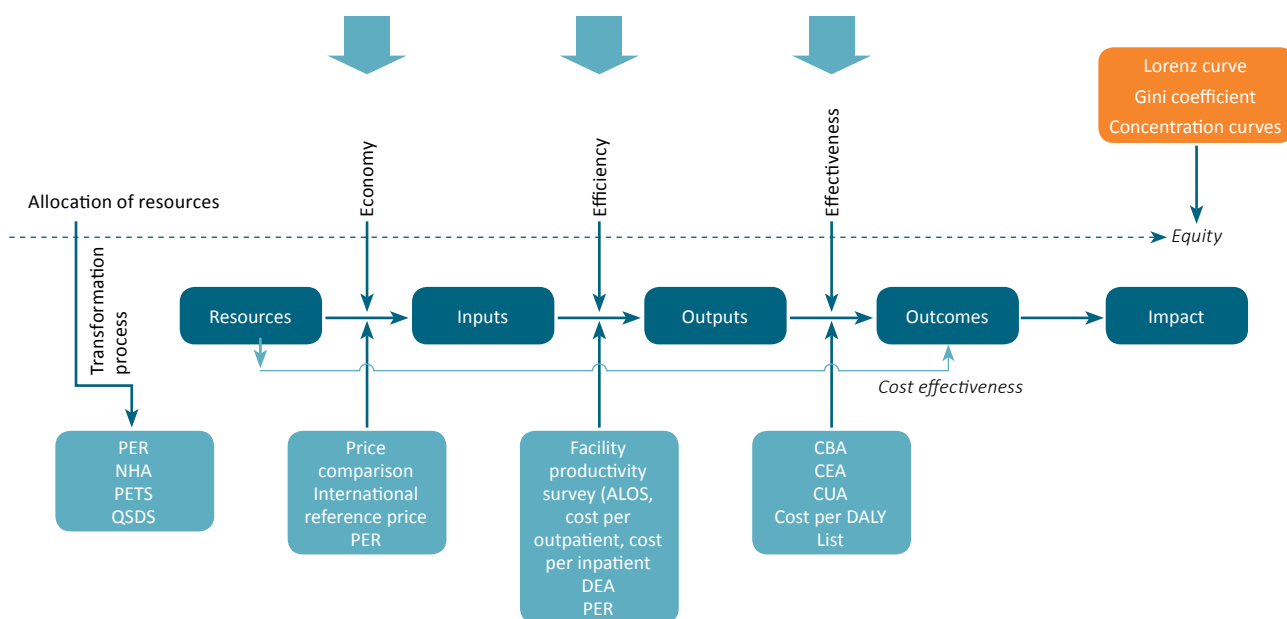 Lorenz curve
Gini coefficient
Concentration curves
Economy
Efficiency
Effectiveness
Allocation of resources
Equity
Transformation
process
Resources
Inputs
Outputs
Outcomes
Impact
Cost effectiveness
PER
NHA
PETS
QSDS
Price
comparison
International
reference price
PER
Facility
productivity
survey (ALOS,
cost per
outpatient, cost
per inpatient
DEA
PER
CBA
CEA
CUA
Cost per DALY
List